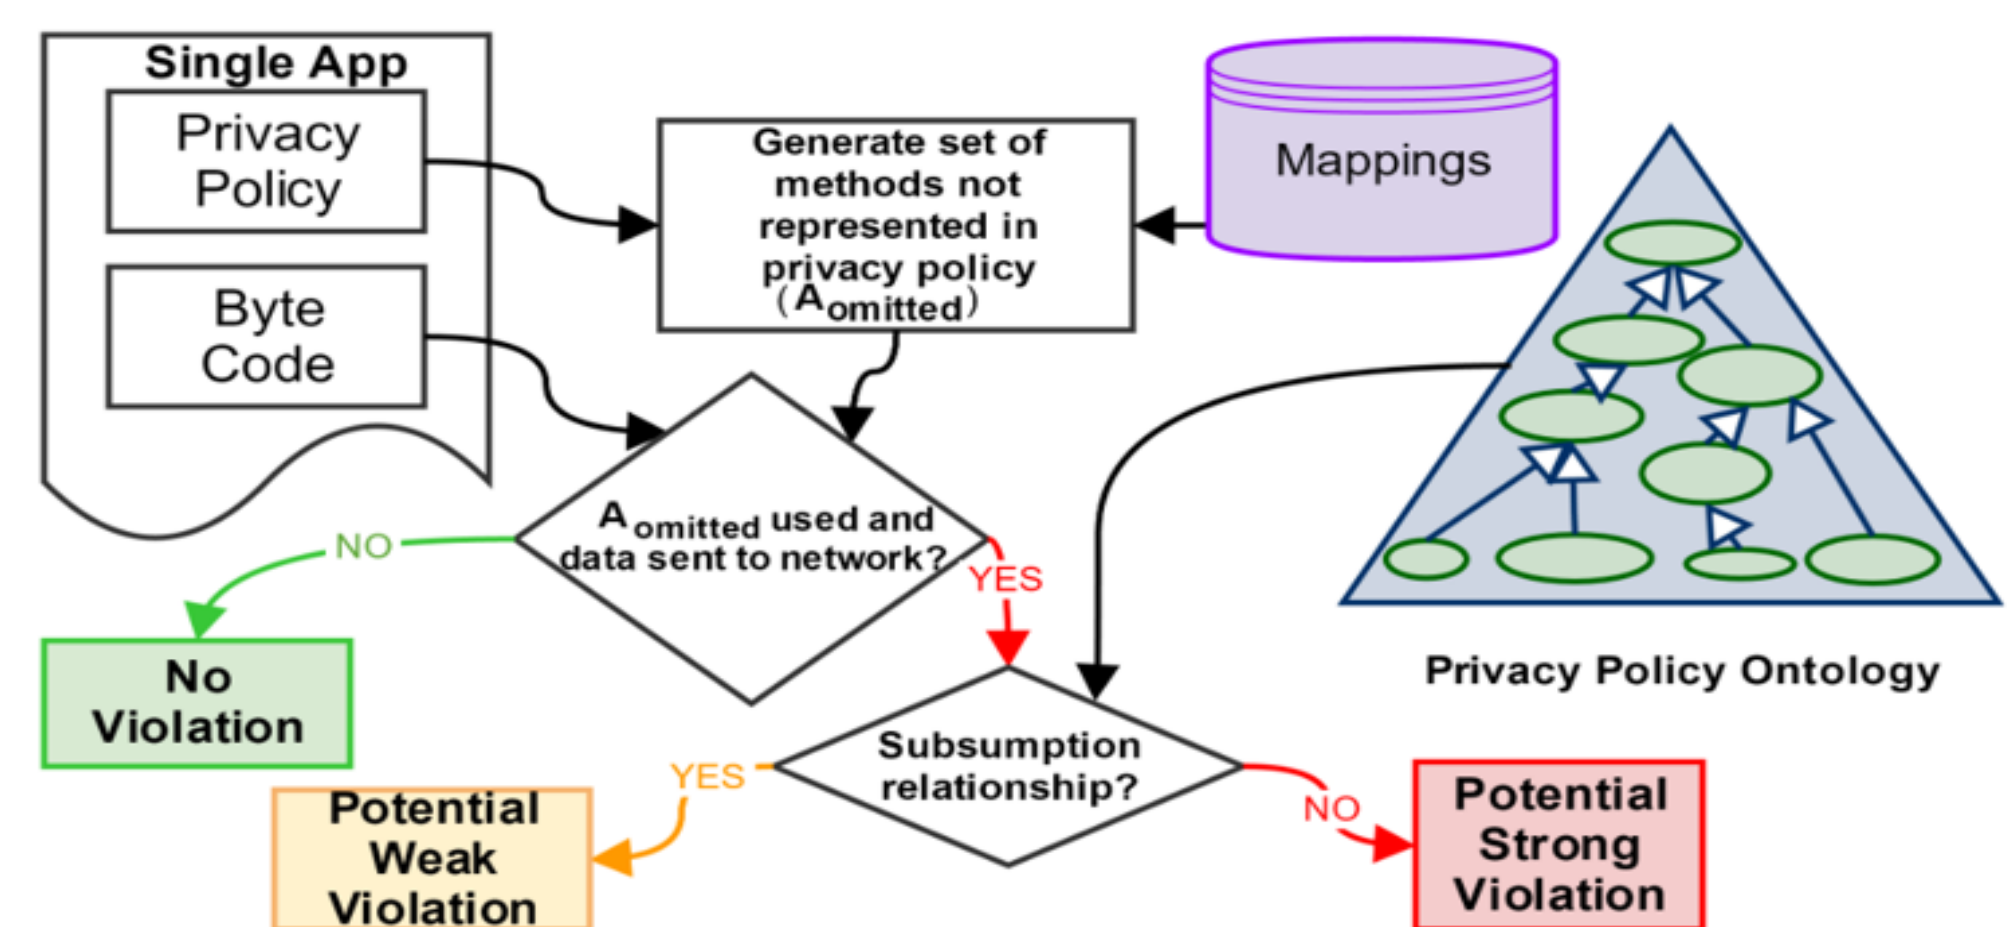 Single App
Privacy
Policy
Byte
Code
Generate set of
methods not
represented in
privacy policy
(A omitted)
Mappings
A omitted used and
data sent to network?
NO
YES
No
Violation
Privacy Policy Ontology
Subsumption
relationship?
YES
NO
Potential
Weak
Violation
Potential
Strong
Violation